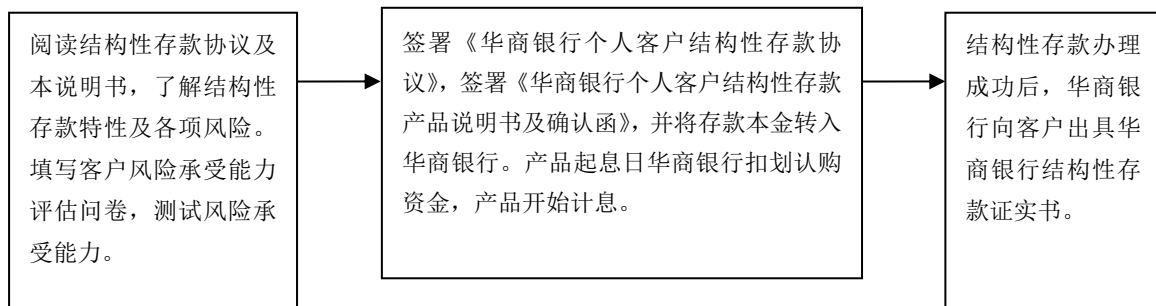 阅读结构性存款协议及
本说明书，了解结构性
存款特性及各项风险。
填写客户风险承受能力
评估问卷，测试风险承
受能力。
签署《华商银行个人客户结构性存款协
议》，签署《华商银行个人客户结构性存款
产品说明书及确认函》，并将存款本金转入
华商银行。产品起息日华商银行扣划认购
资金，产品开始计息。
结构性存款办理
成功后，华商银
行向客户出具华
商银行结构性存
款证实书。